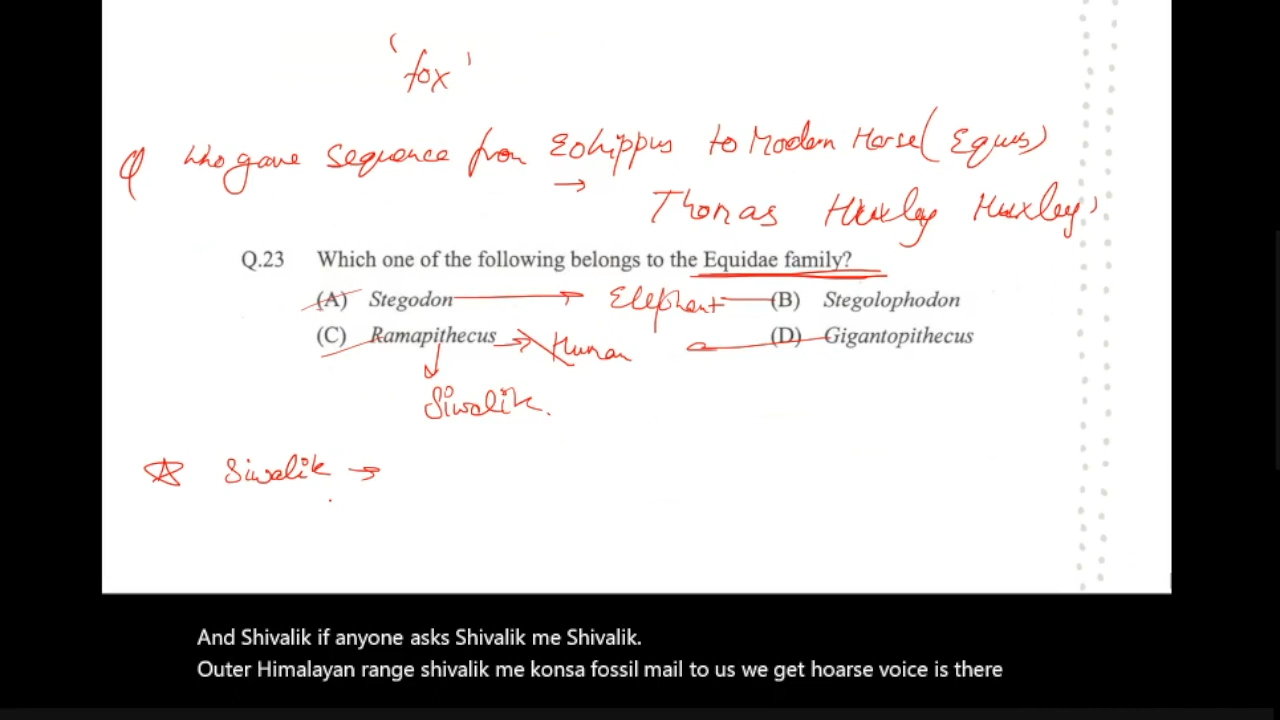 'fox'
Q who gave sequence from Eohippus to Modern Horse (Equus)
→ Thomas Huxley Huxley'
Q.23 Which one of the following belongs to the Equidae family?
(A) Stegodon → Elephant (B) Stegolophodon
(C) Ramapithecus → Human (D) Gigantopithecus
Siwalik.
☆ Siwalik →
And Shivalik if anyone asks Shivalik me Shivalik.
Outer Himalayan range shivalik me konsa fossil mail to us we get hoarse voice is there